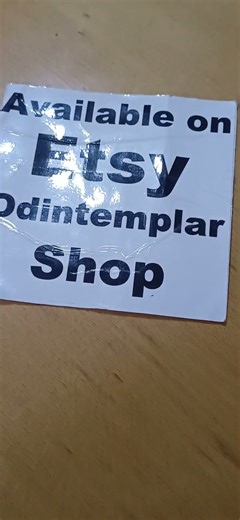 Available on
Etsy
Odintemplar
Shop